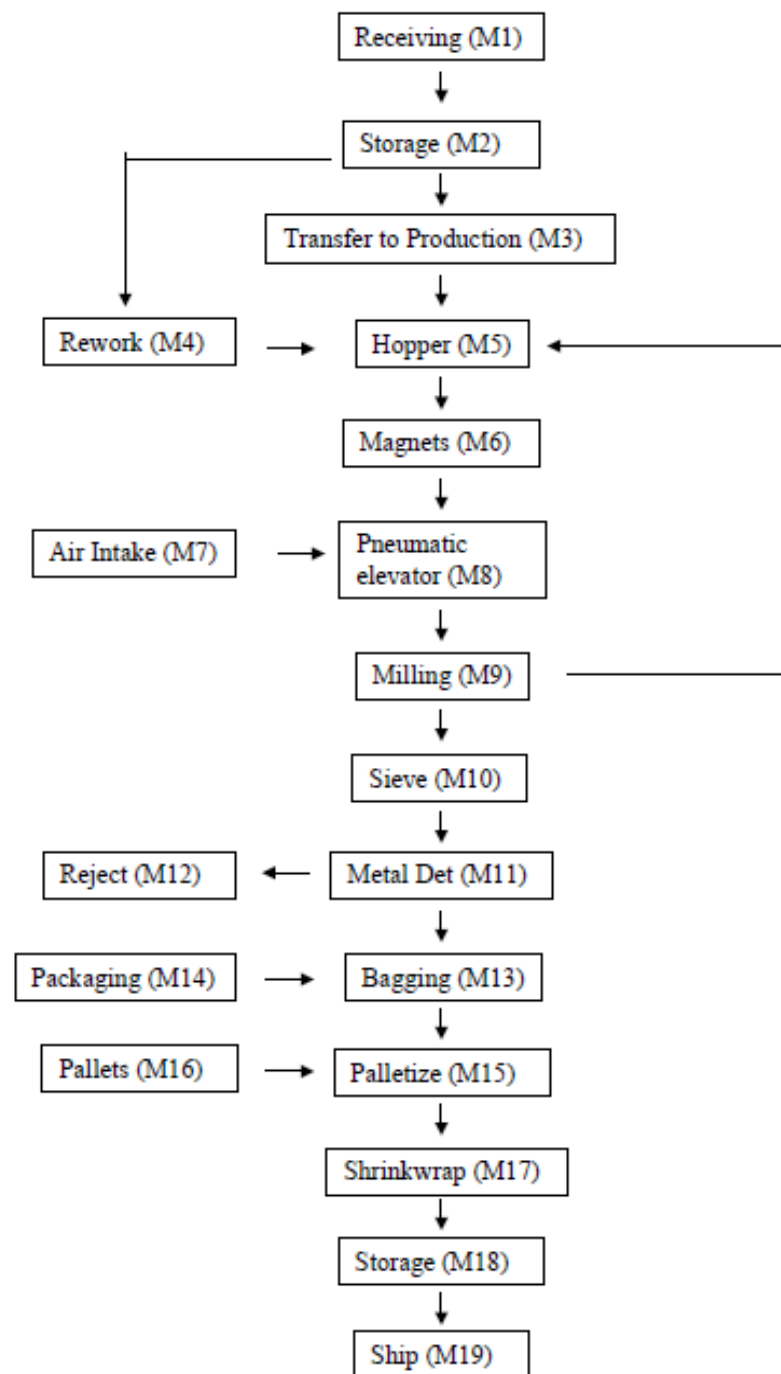 Receiving (M1)
Storage (M2)
Transfer to Production (M3)
Rework (M4)
Hopper (M5)
Magnets (M6)
Air Intake (M7)
Pneumatic
elevator (M8)
Milling (M9)
Sieve (M10)
Reject (M12)
Metal Det (M11)
Packaging (M14)
Bagging (M13)
Pallets (M16)
Palletize (M15)
Shrinkwrap (M17)
Storage (M18)
Ship (M19)